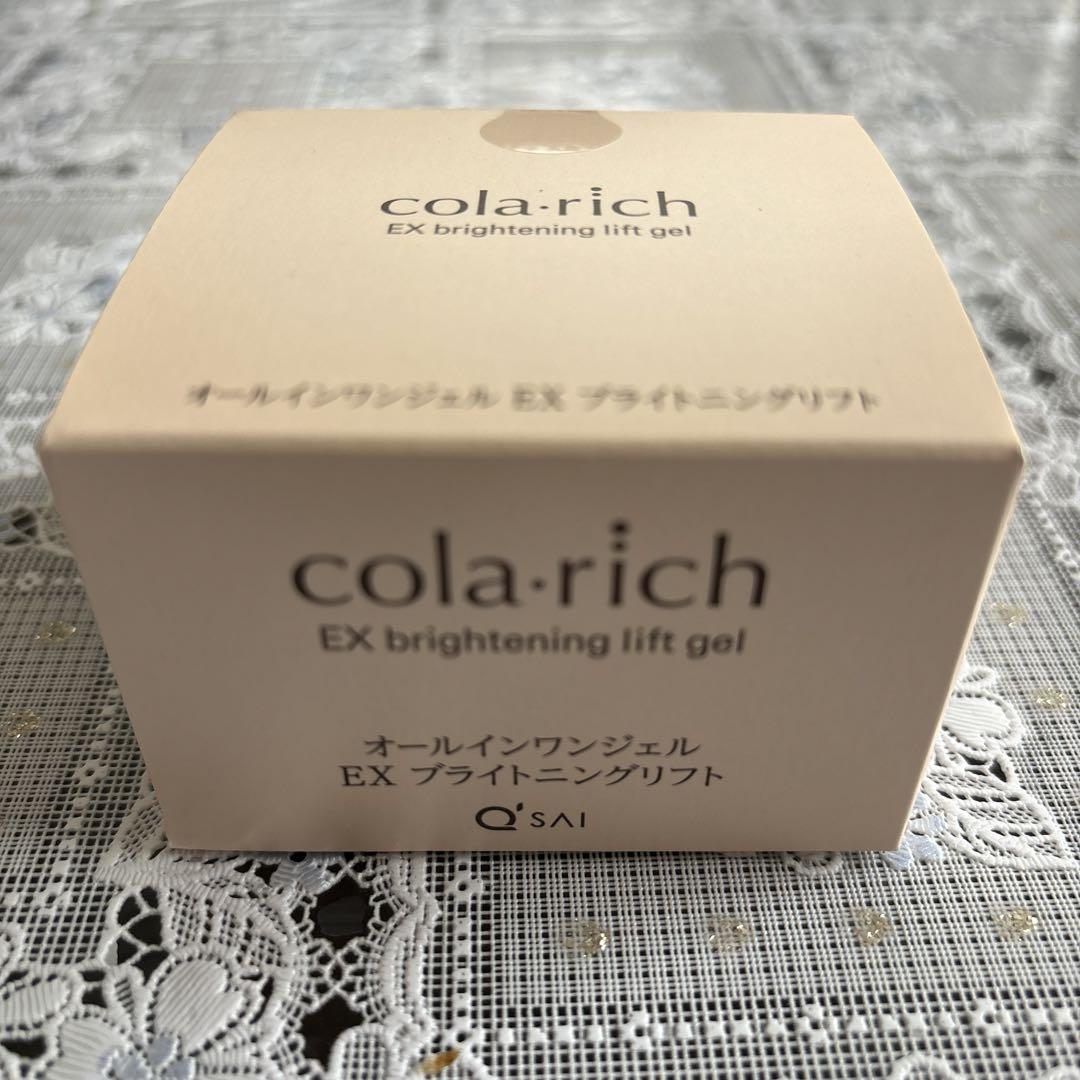 cola·rich
EX brightening lift gel
オールインワンジェル EX ブライトニングリフト
cola·rich
EX brightening lift gel
オールインワンジェル
EX ブライトニングリフト
Q'SAI